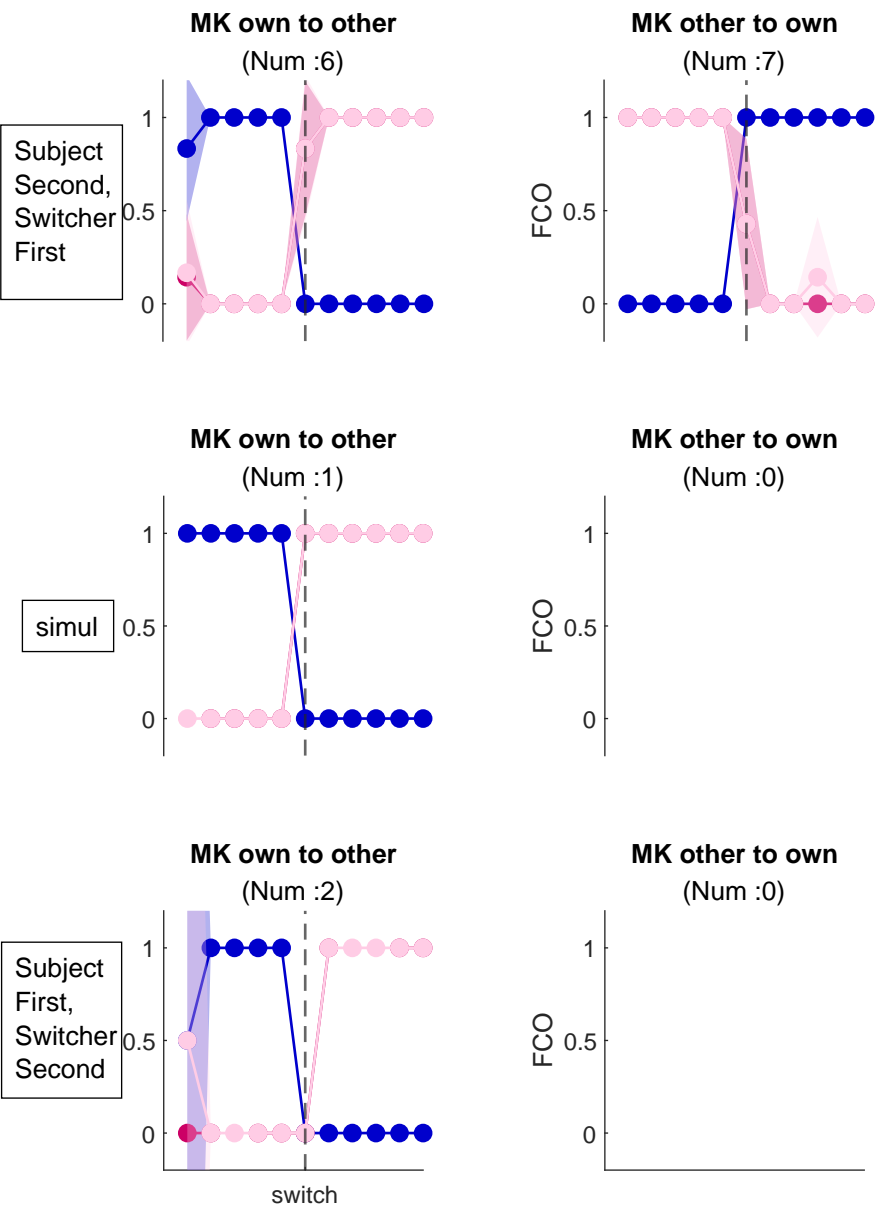 MK own to other
(Num :6)
MK other to own
(Num :7)
Subject
Second,
Switcher
First
1
0.5
0
FCO
1
0.5
0
MK own to other
(Num :1)
MK other to own
(Num :0)
simul
1
0.5
0
FCO
1
0.5
0
MK own to other
(Num :2)
MK other to own
(Num :0)
Subject
First,
Switcher
Second
1
0.5
0
switch
FCO
1
0.5
0